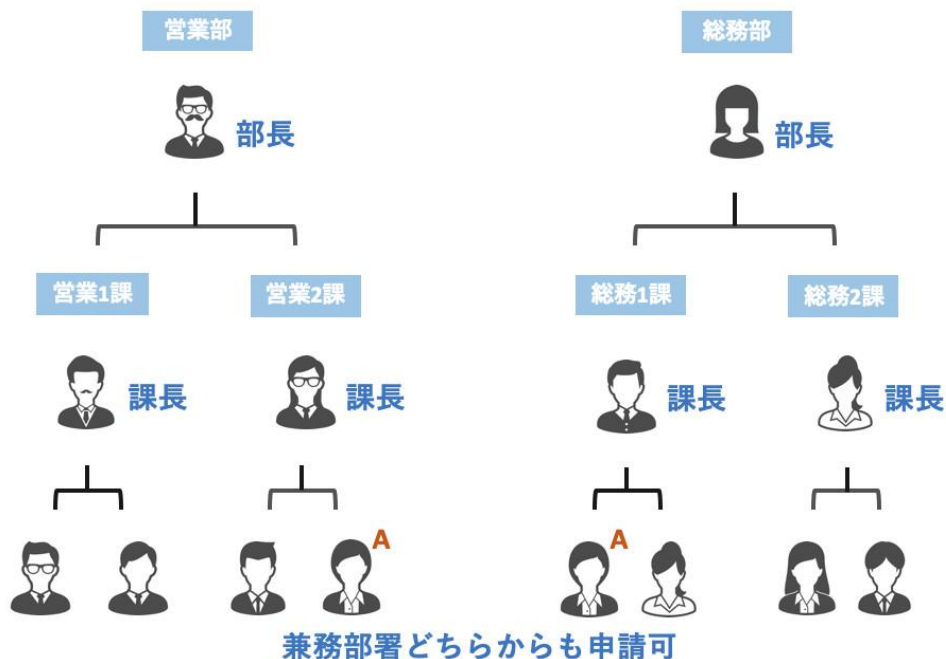 営業部
総務部
部長
部長
営業1課
営業2課
総務1課
総務2課
課長
課長
課長
課長
A
A
兼務部署どちらからも申請可